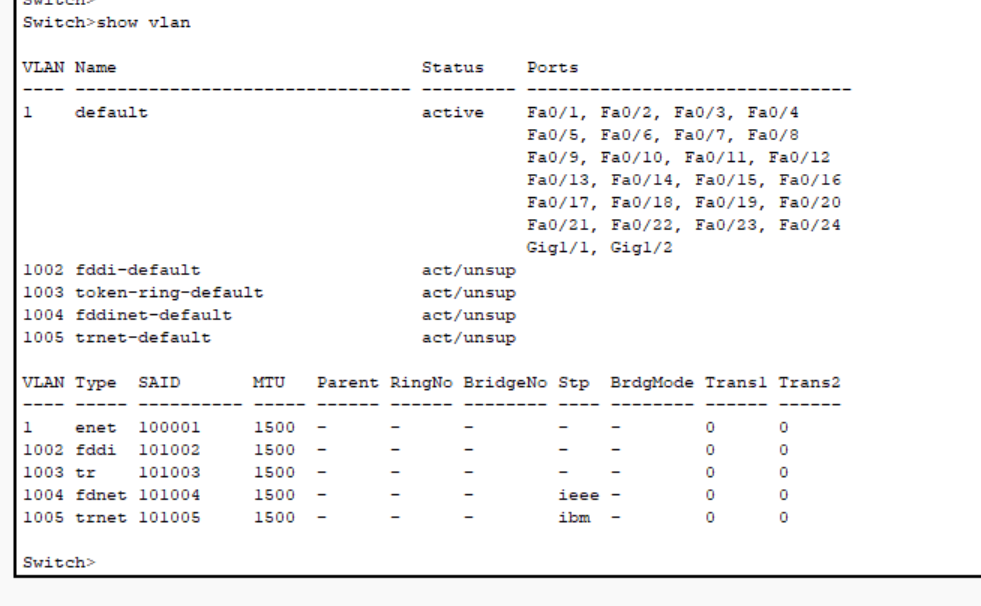 Switch>
Switch>show vlan
VLAN Name                             Status    Ports
---- -------------------------------- --------- -------------------------------
1    default                          active    Fa0/1, Fa0/2, Fa0/3, Fa0/4
                                                Fa0/5, Fa0/6, Fa0/7, Fa0/8
                                                Fa0/9, Fa0/10, Fa0/11, Fa0/12
                                                Fa0/13, Fa0/14, Fa0/15, Fa0/16
                                                Fa0/17, Fa0/18, Fa0/19, Fa0/20
                                                Fa0/21, Fa0/22, Fa0/23, Fa0/24
                                                Gig1/1, Gig1/2
1002 fddi-default                     act/unsup
1003 token-ring-default               act/unsup
1004 fddinet-default                  act/unsup
1005 trnet-default                    act/unsup
VLAN Type  SAID       MTU   Parent RingNo BridgeNo Stp  BrdgMode Trans1 Trans2
---- ----- ---------- ----- ------ ------ -------- ---- -------- ------ ------
1    enet  100001     1500  -      -      -        -    -        0      0
1002 fddi  101002     1500  -      -      -        -    -        0      0
1003 tr    101003     1500  -      -      -        -    -        0      0
1004 fdnet 101004     1500  -      -      -        ieee -        0      0
1005 trnet 101005     1500  -      -      -        ibm  -        0      0
Switch>